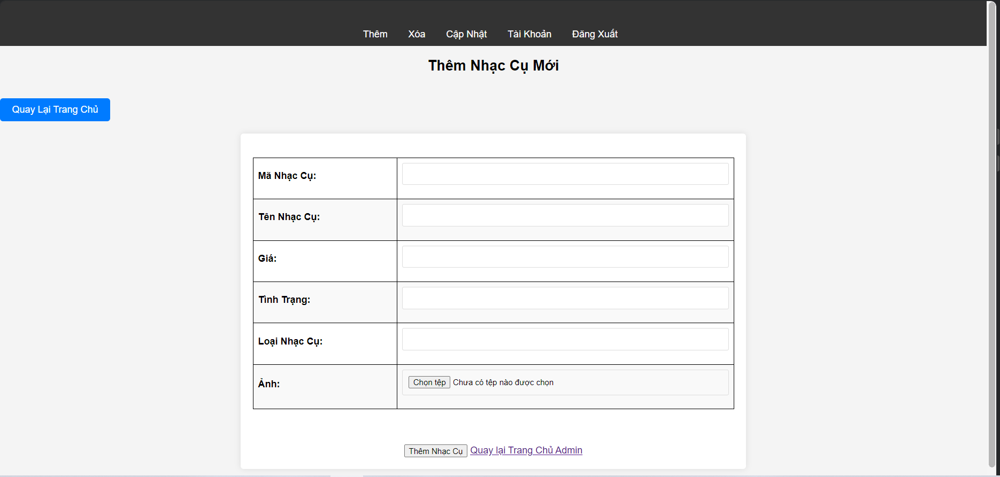 Thêm Xóa Cập Nhật Tài Khoản Đăng Xuất
Thêm Nhạc Cụ Mới
Quay Lại Trang Chủ
Mã Nhạc Cụ:
Tên Nhạc Cụ:
Giá:
Tình Trạng:
Loại Nhạc Cụ:
Ảnh: Chọn tệp Chưa có tệp nào được chọn
Thêm Nhạc Cụ Quay lại Trang Chủ Admin